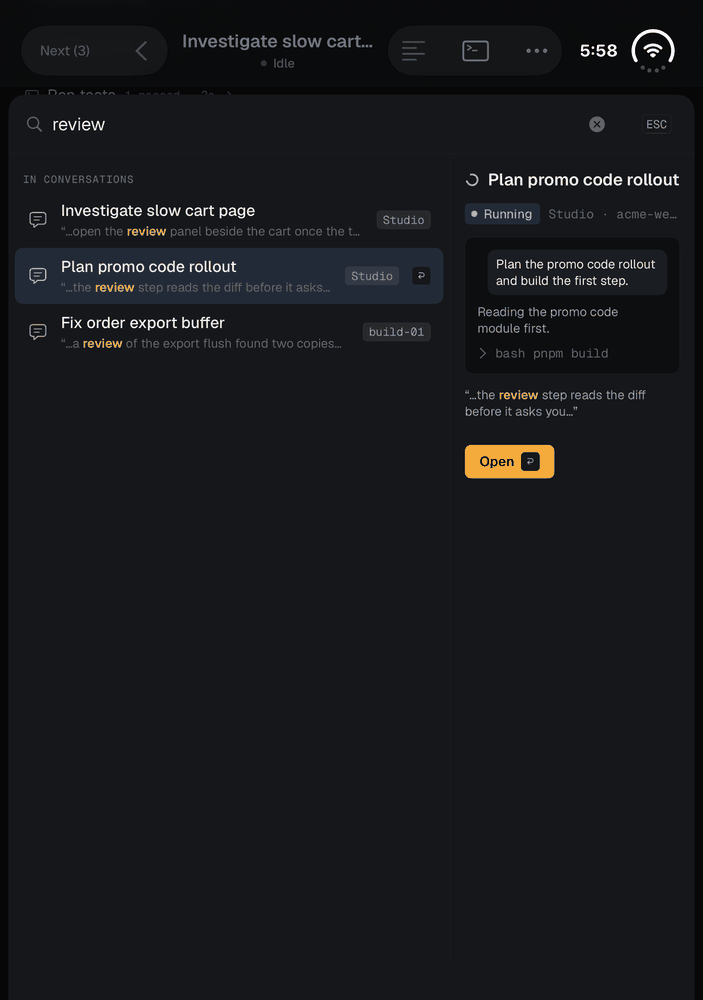 Next (3)
Investigate slow cart...
Idle
5:58
review
ESC
IN CONVERSATIONS
Investigate slow cart page
Studio
“…open the review panel beside the cart once the t…
Plan promo code rollout
Studio
“…the review step reads the diff before it asks…
Fix order export buffer
build-01
“…a review of the export flush found two copies…
Plan promo code rollout
Running
Studio · acme-we…
Plan the promo code rollout
and build the first step.
Reading the promo code
module first.
bash pnpm build
“…the review step reads the diff
before it asks you…”
Open